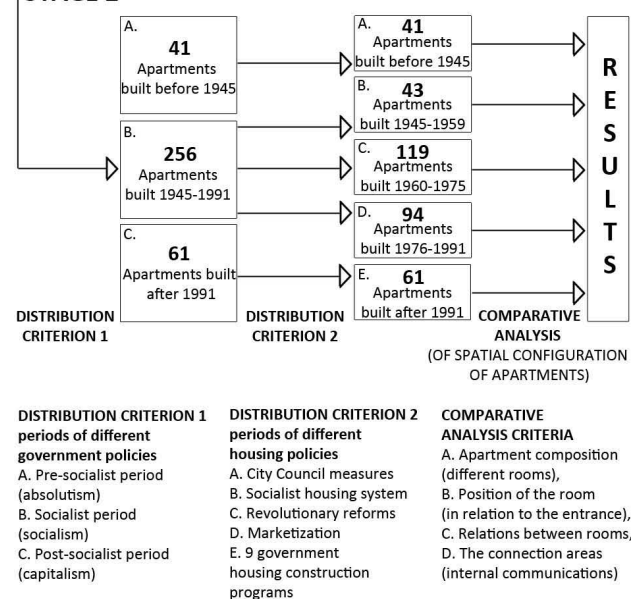 A.
41
Apartments
built before 1945
B.
256
Apartments
built 1945-1991
C.
61
Apartments built
after 1991
A.
41
Apartments
built before 1945
B.
43
Apartments
built 1945-1959
C.
119
Apartments
built 1960-1975
D.
94
Apartments
built 1976-1991
E.
61
Apartments
built after 1991
R
E
S
U
L
T
S
DISTRIBUTION
CRITERION 1
DISTRIBUTION
CRITERION 2
COMPARATIVE
ANALYSIS
(OF SPATIAL CONFIGURATION
OF APARTMENTS)
DISTRIBUTION CRITERION 1
periods of different
government policies
A. Pre-socialist period
(absolutism)
B. Socialist period
(socialism)
C. Post-socialist period
(capitalism)
DISTRIBUTION CRITERION 2
periods of different
housing policies
A. City Council measures
B. Socialist housing system
C. Revolutionary reforms
D. Marketization
E. 9 government
housing construction
programs
COMPARATIVE
ANALYSIS CRITERIA
A. Apartment composition
(different rooms),
B. Position of the room
(in relation to the entrance),
C. Relations between rooms,
D. The connection areas
(internal communications)